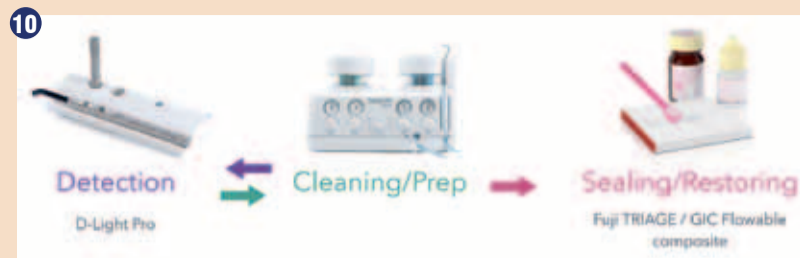 10
Detection
D-Light Pro
Cleaning/Prep
Sealing/Restoring
Fuji TRIAGE / GIC Flowable
composite